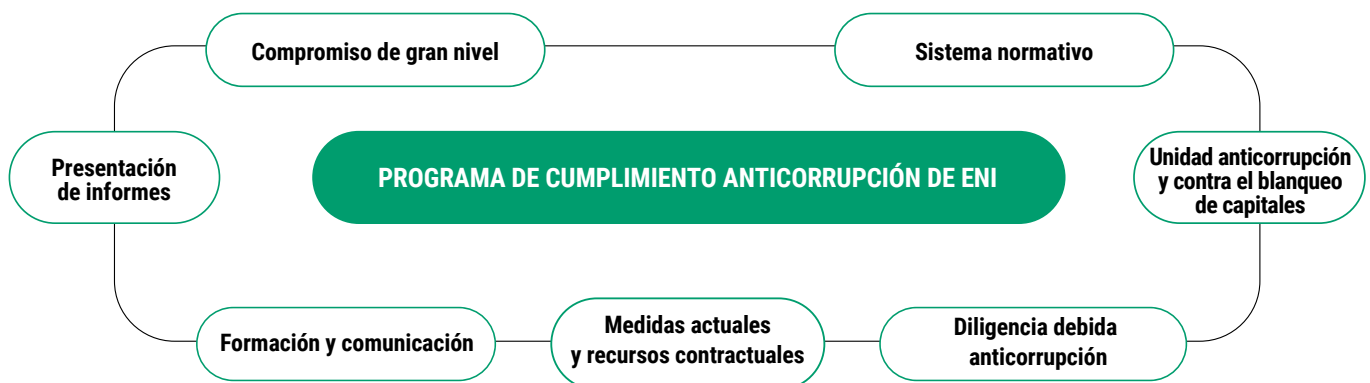 Compromiso de gran nivel
Sistema normativo
Presentación
de informes
PROGRAMA DE CUMPLIMIENTO ANTICORRUPCIÓN DE ENI
Unidad anticorrupción
y contra el blanqueo
de capitales
Formación y comunicación
Medidas actuales
y recursos contractuales
Diligencia debida
anticorrupción